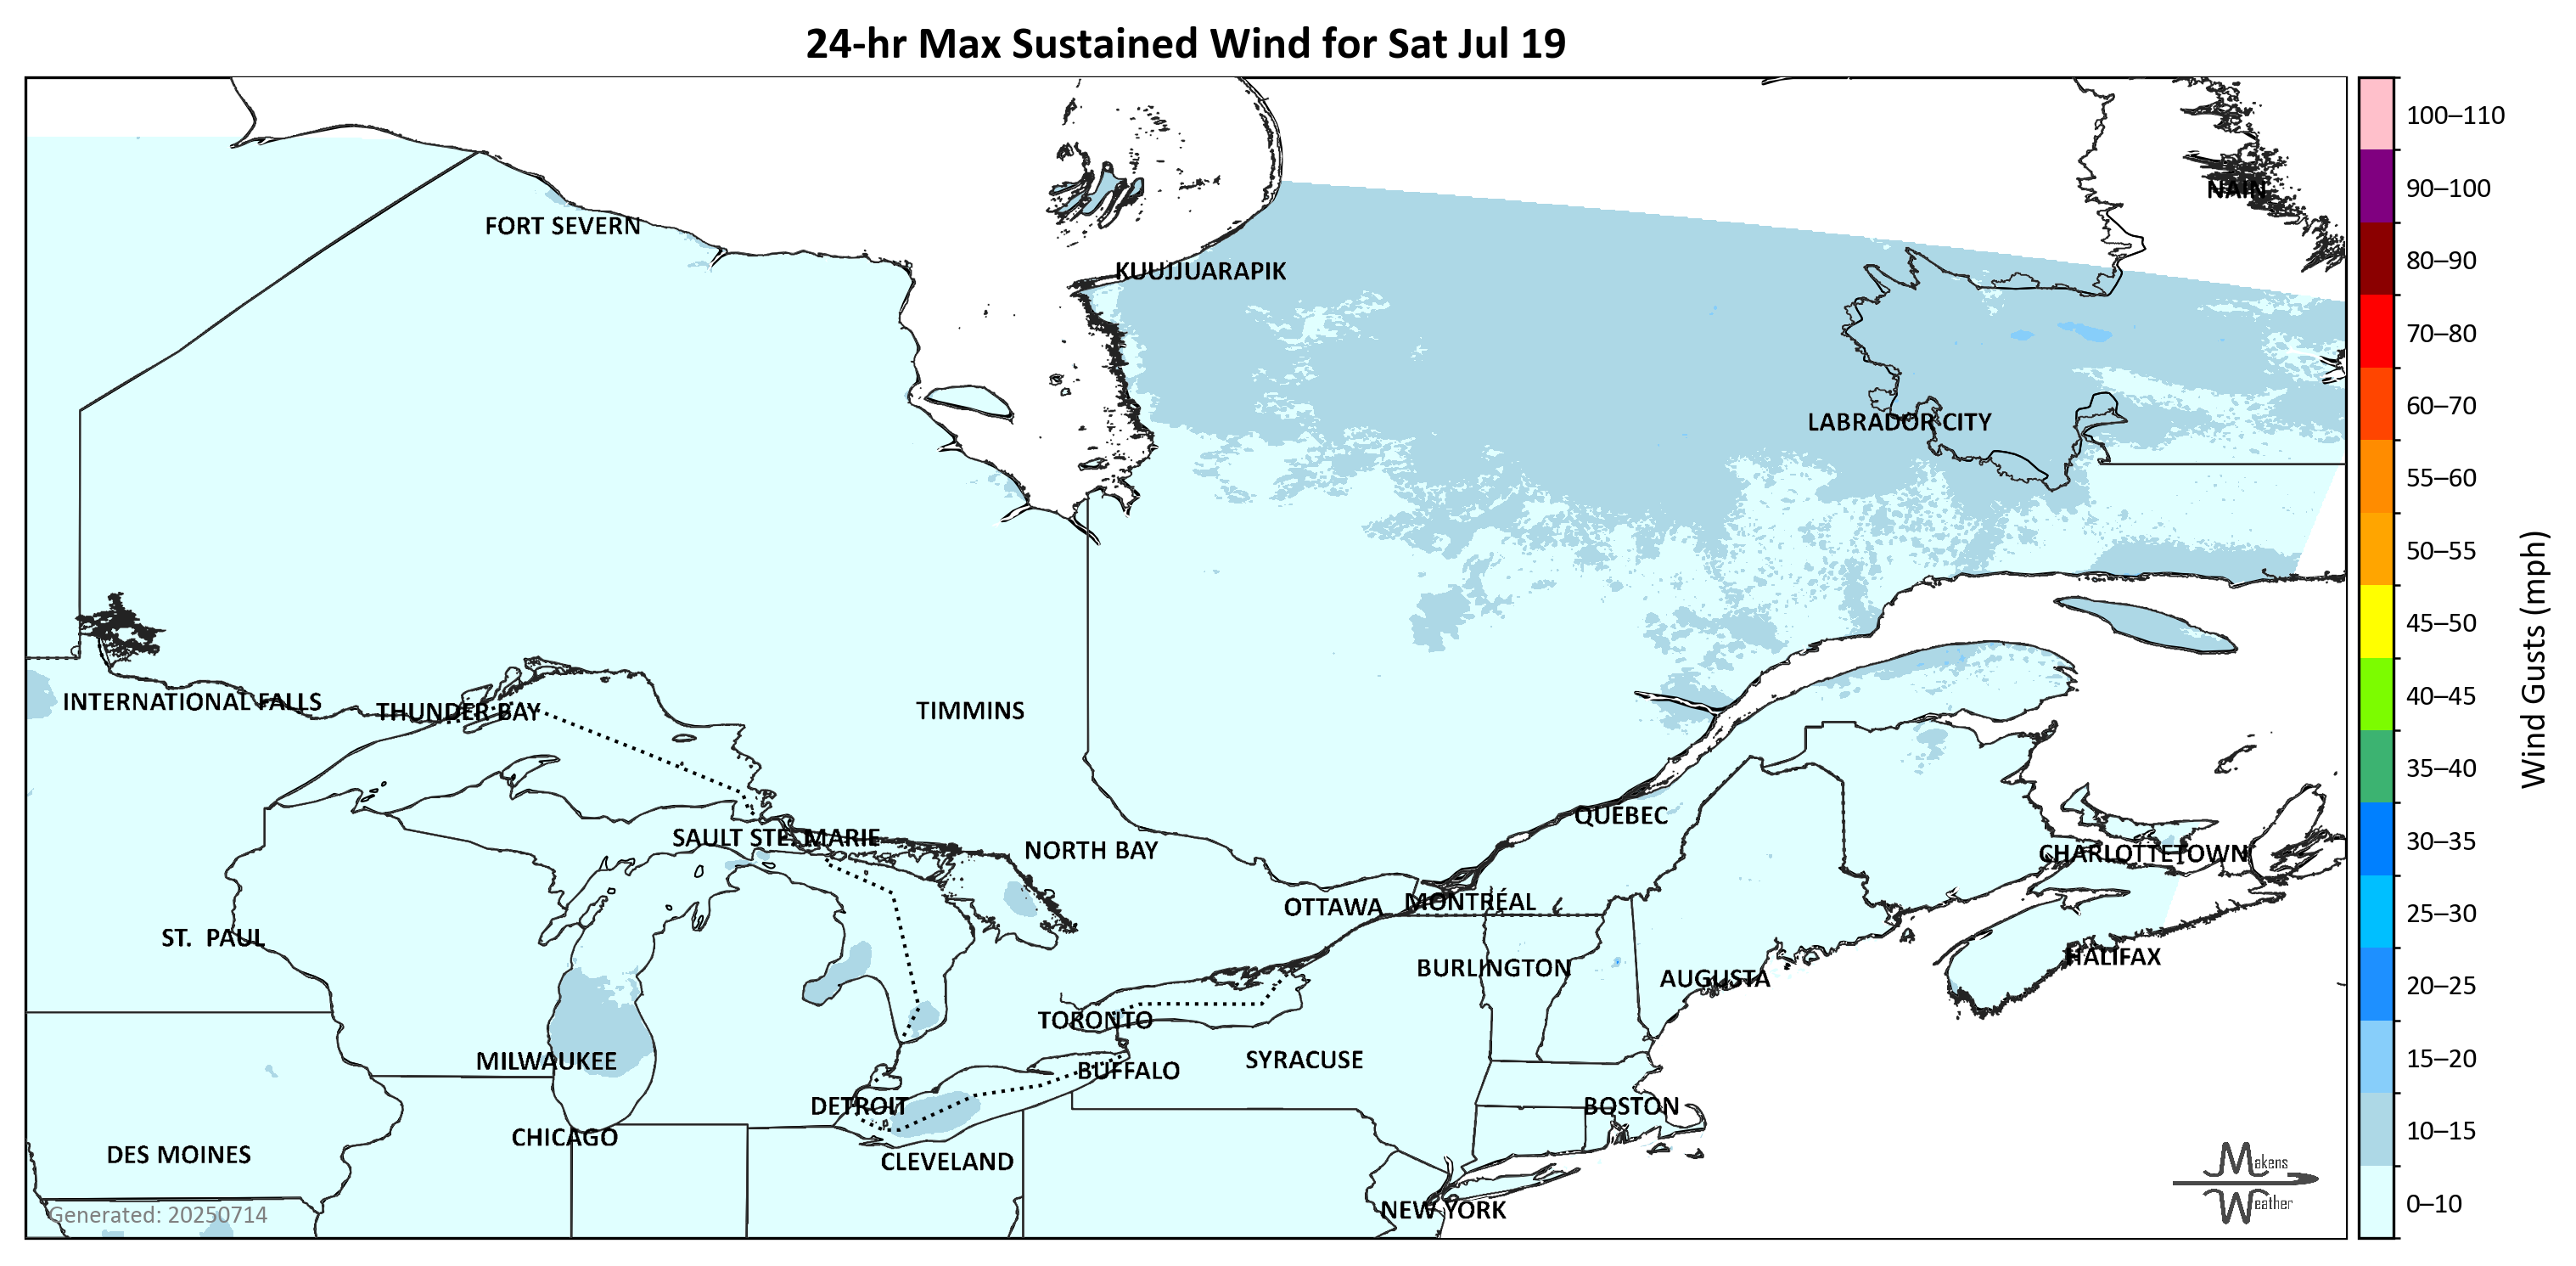 24-hr Max Sustained Wind for Sat Jul 19
100–110
90–100
80–90
70–80
60–70
55–60
50–55
45–50
40–45
35–40
30–35
25–30
20–25
15–20
10–15
0–10
Wind Gusts (mph)
NAIN
FORT SEVERN
KUUJJUARAPIK
LABRADOR CITY
INTERNATIONAL FALLS
THUNDER BAY
TIMMINS
QUÉBEC
SAULT STE. MARIE
NORTH BAY
CHARLOTTETOWN
OTTAWA
MONTRÉAL
ST. PAUL
HALIFAX
BURLINGTON
AUGUSTA
TORONTO
MILWAUKEE
SYRACUSE
BUFFALO
DETROIT
BOSTON
CHICAGO
DES MOINES
CLEVELAND
NEW YORK
Makens
Weather
Generated: 20250714